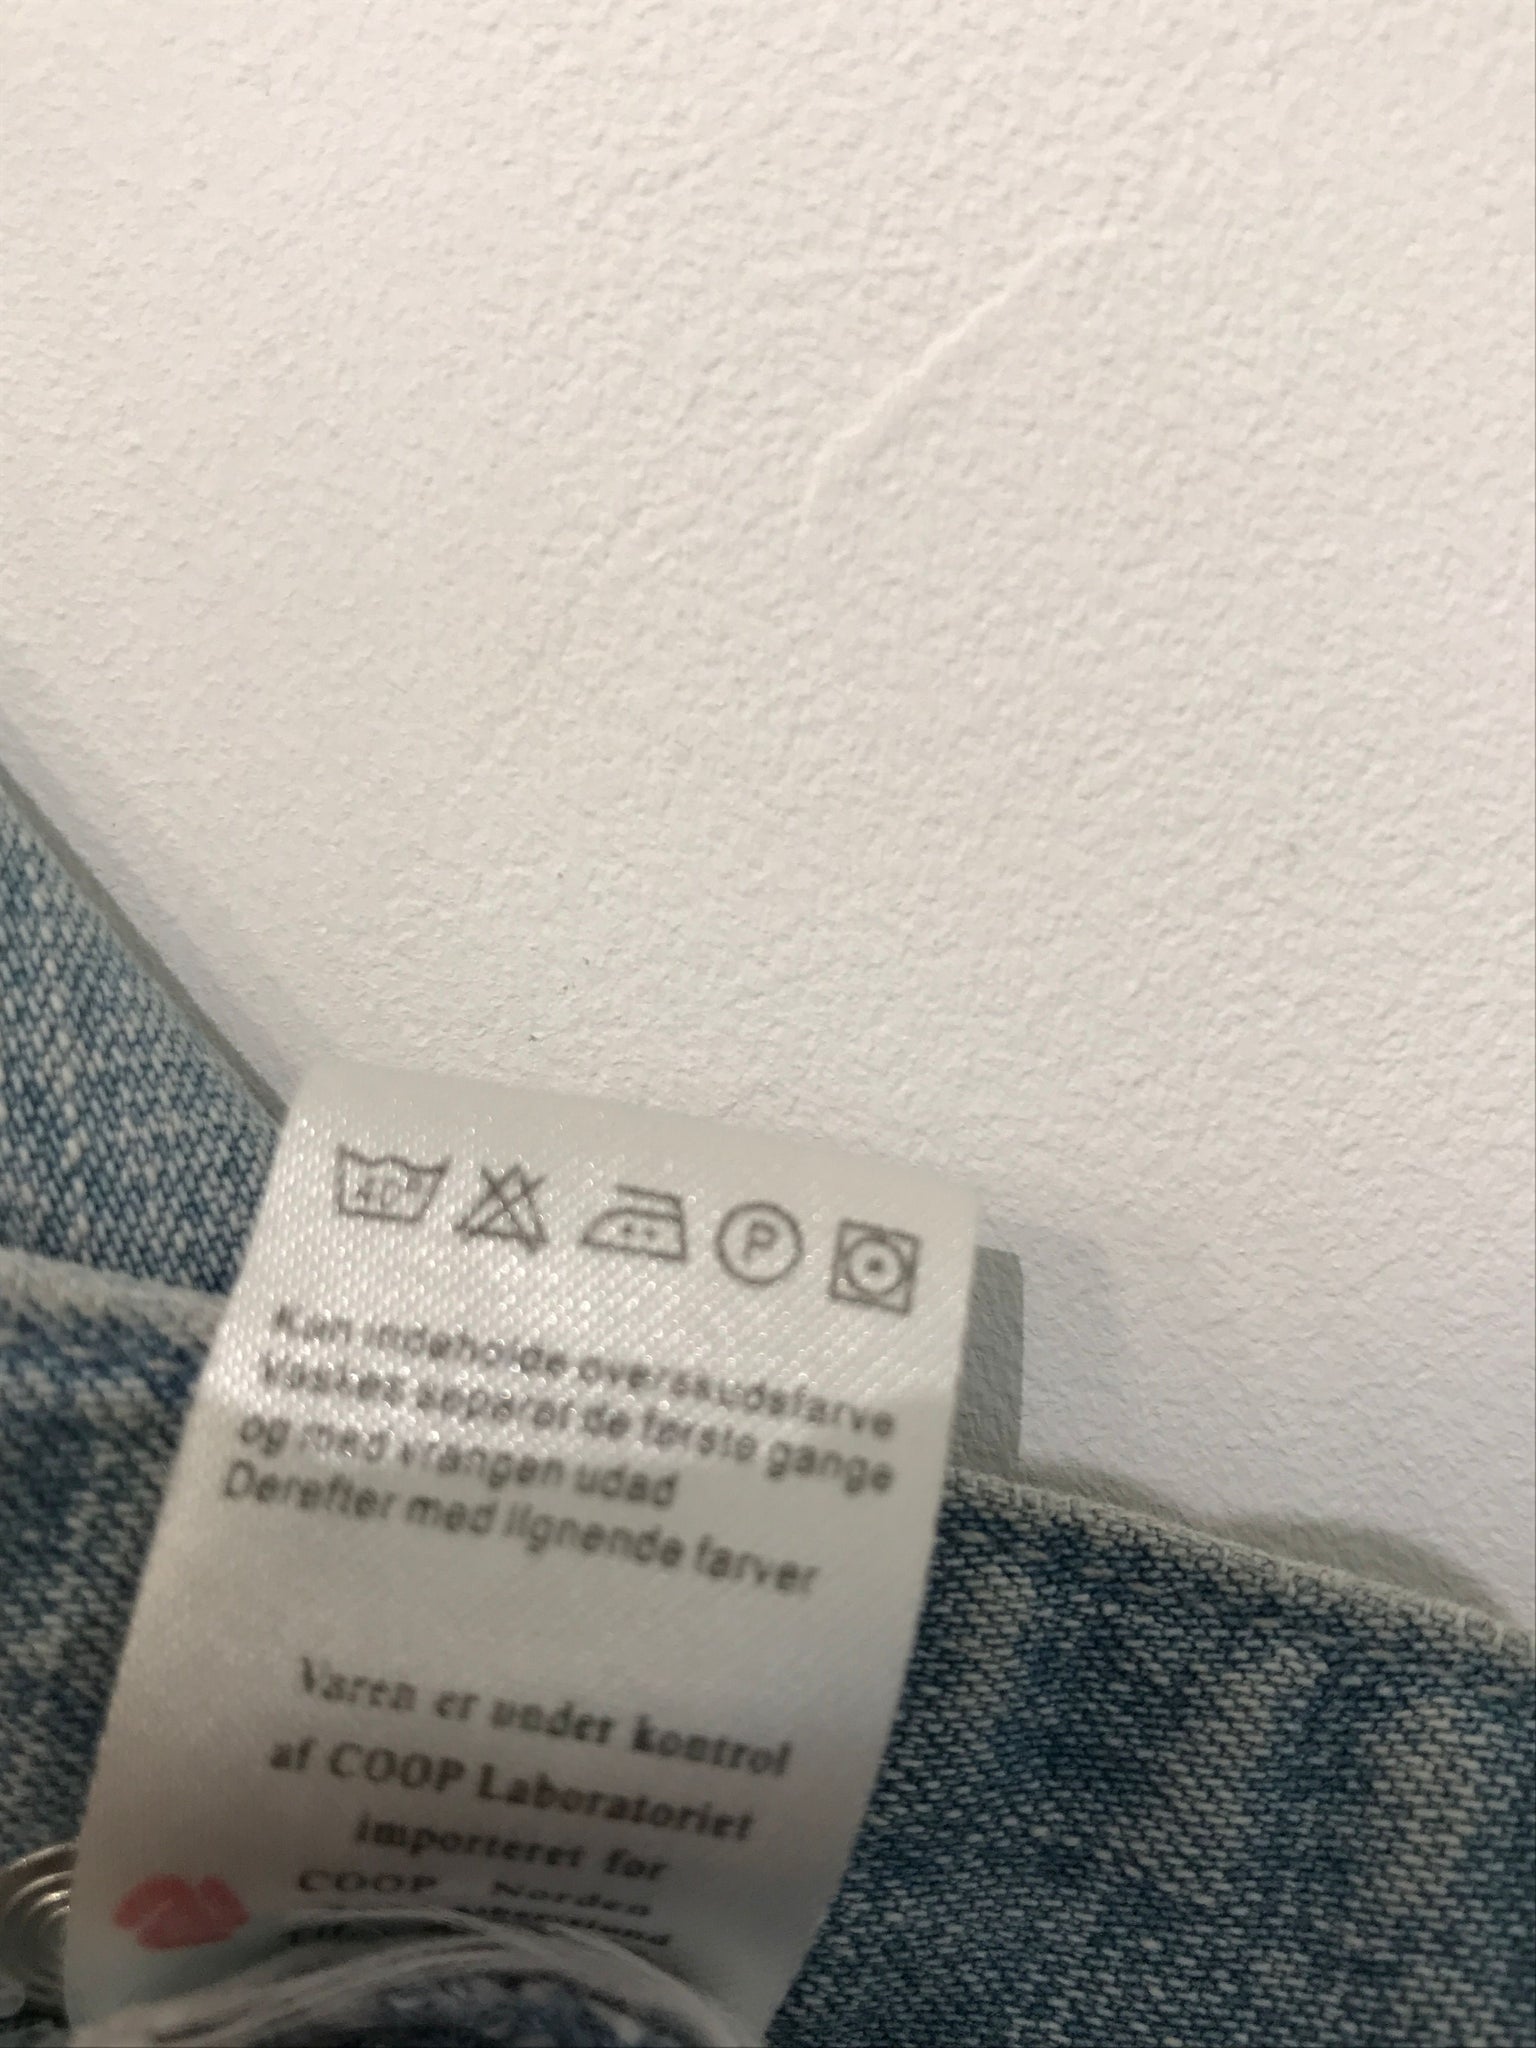 40°
P
Kan indeholde overskudsfarve
Vaskes separat de første gange
og med vrangen udad
Derefter med lignende farver
Varen er under kontrol
af COOP Laboratoriet
importeret for
COOP Norden